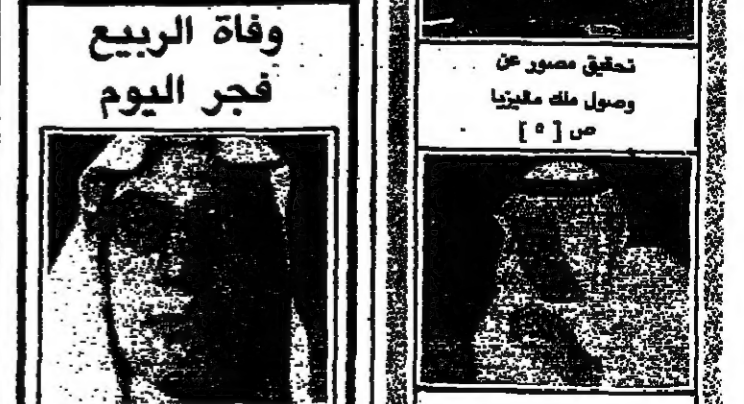 تحقيق مصور عن
وصول ملك ماليزيا
ص [ ٥ ]
وفاة الربيع
فجر اليوم